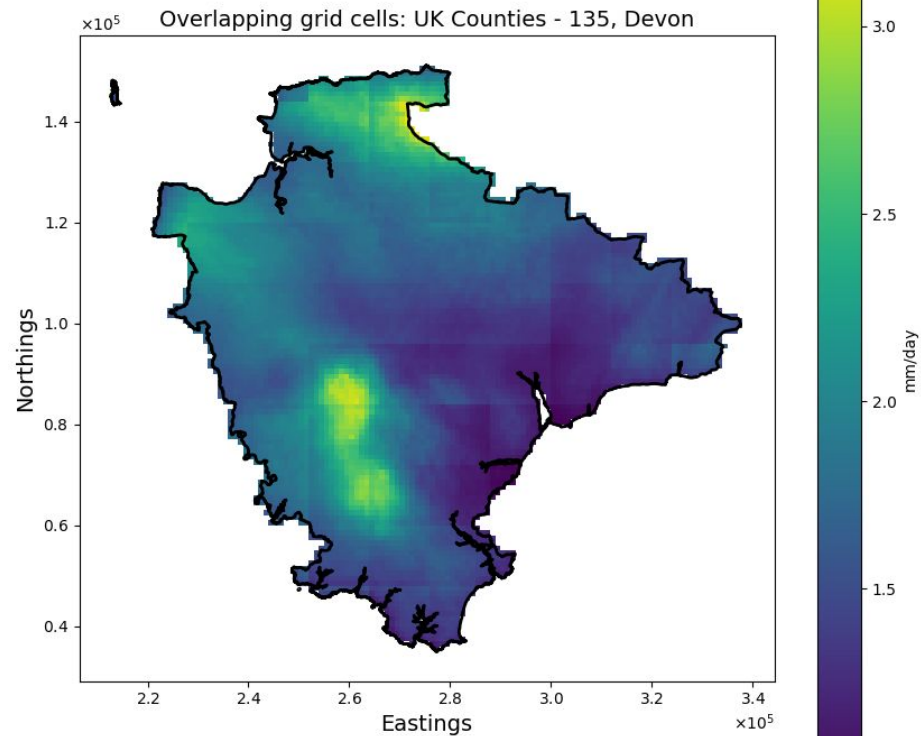 Overlapping grid cells: UK Counties - 135, Devon
×10⁵
1.4
1.2
1.0
0.8
0.6
0.4
Northings
2.2 2.4 2.6 2.8 3.0 3.2 3.4
Eastings
×10⁵
3.0
2.5
2.0
1.5
mm/day